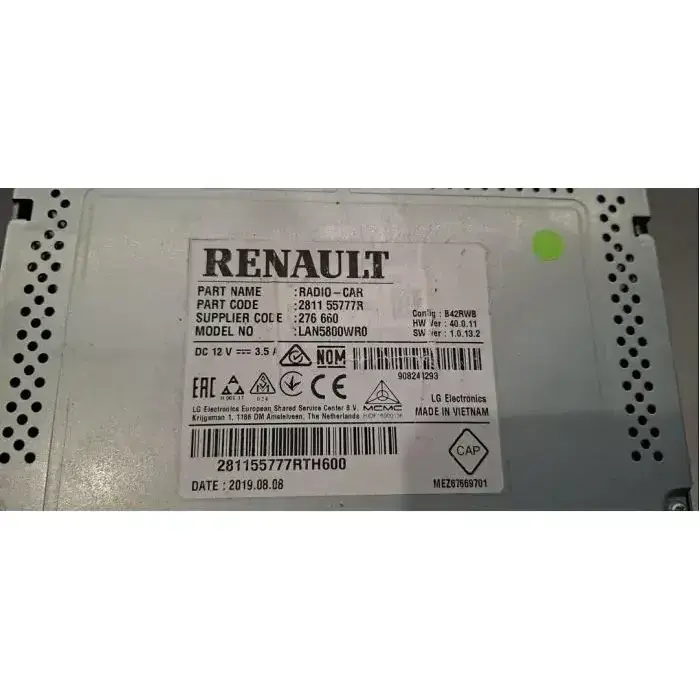 RENAULT
PART NAME :RADIO-CAR
PART CODE :2811 55777R
SUPPLIER CODE :276 660
MODEL NO :LAN5800WR0
Config : B42RWB
HW Ver : 40.0.11
SW Ver : 1.0.13.2
DC 12 V 3.5 A
NOM
EAC
CE
MCMC
LG Electronics
MADE IN VIETNAM
LG Electronics European Shared Service Center B.V.
Krijgsman 1, 1186 DM Amstelveen, The Netherlands
281155777RTH600
CAP
DATE : 2019.08.08
MEZ67669701